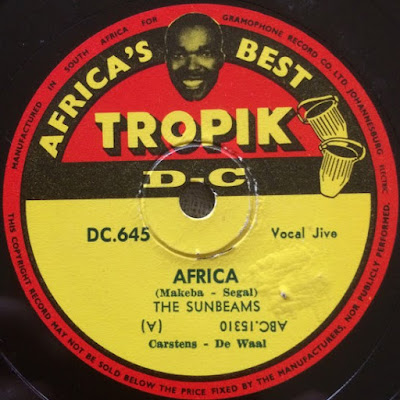 AFRICA'S BEST
TROPIK
D-C
DC.645 Vocal Jive
AFRICA
(Makeba - Segal)
THE SUNBEAMS
ABC.15310 (A)
Carstens - De Waal
MANUFACTURED IN SOUTH AFRICA FOR GRAMOPHONE RECORD CO. LTD. JOHANNESBURG
ELECTRIC
THIS COPYRIGHT RECORD MAY NOT BE SOLD BELOW THE PRICE FIXED BY THE MANUFACTURERS, NOR PUBLICLY PERFORMED.